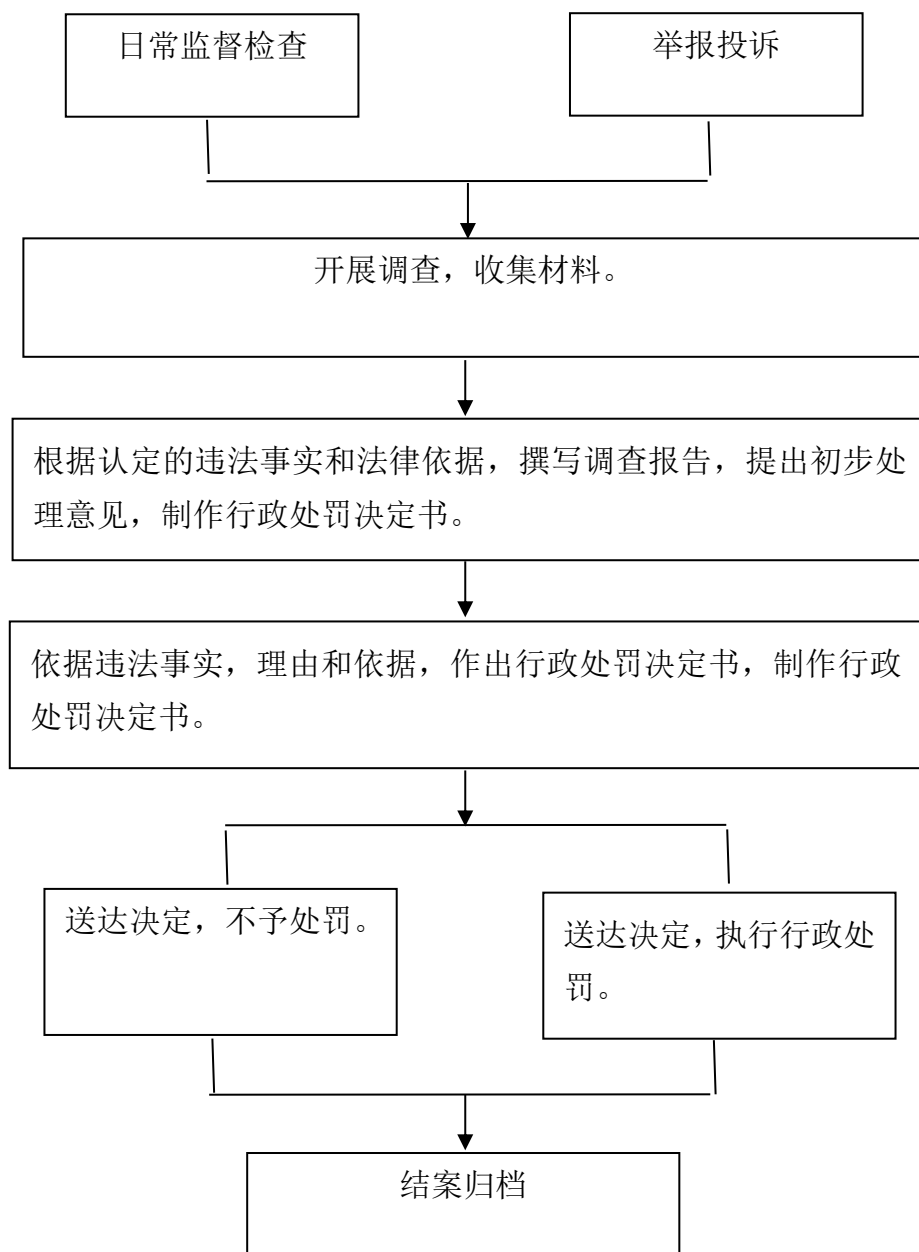 日常监督检查
举报投诉
开展调查，收集材料。
根据认定的违法事实和法律依据，撰写调查报告，提出初步处
理意见，制作行政处罚决定书。
依据违法事实，理由和依据，作出行政处罚决定书，制作行政
处罚决定书。
送达决定，不予处罚。
送达决定，执行行政处
罚。
结案归档